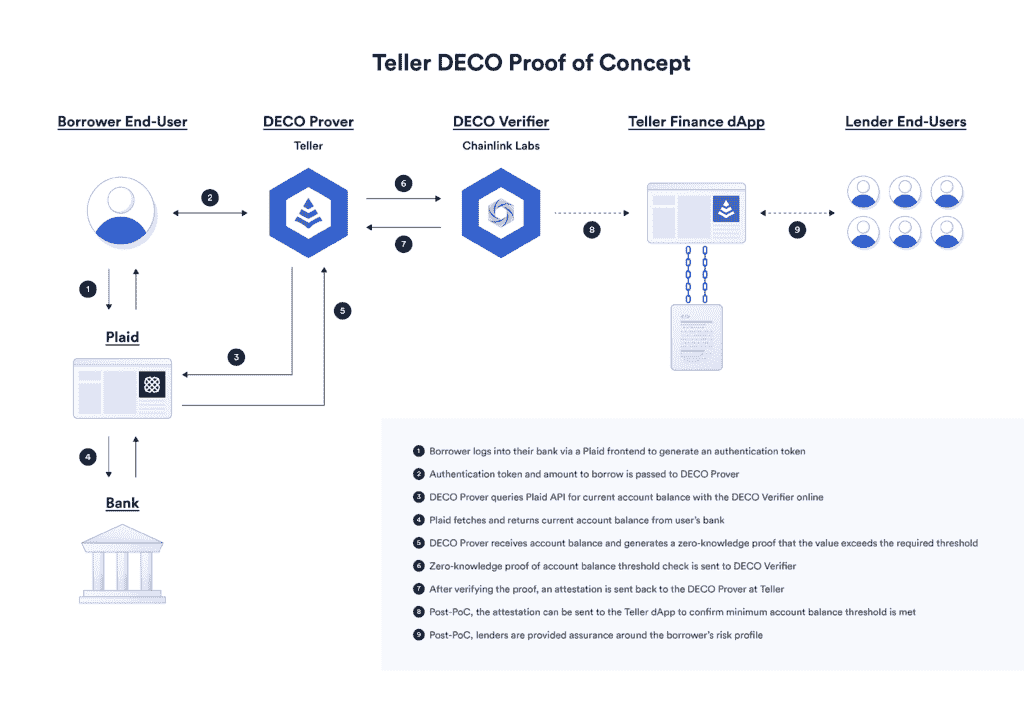 Teller DECO Proof of Concept
Borrower End-User
DECO Prover
Teller
DECO Verifier
Chainlink Labs
Teller Finance dApp
Lender End-Users
2
6
7
8
9
1
5
Plaid
3
4
Bank
1 Borrower logs into their bank via a Plaid frontend to generate an authentication token
2 Authentication token and amount to borrow is passed to DECO Prover
3 DECO Prover queries Plaid API for current account balance with the DECO Verifier online
4 Plaid fetches and returns current account balance from user's bank
5 DECO Prover receives account balance and generates a zero-knowledge proof that the value exceeds the required threshold
6 Zero-knowledge proof of account balance threshold check is sent to DECO Verifier
7 After verifying the proof, an attestation is sent back to the DECO Prover at Teller
8 Post-PoC, the attestation can be sent to the Teller dApp to confirm minimum account balance threshold is met
9 Post-PoC, lenders are provided assurance around the borrower's risk profile